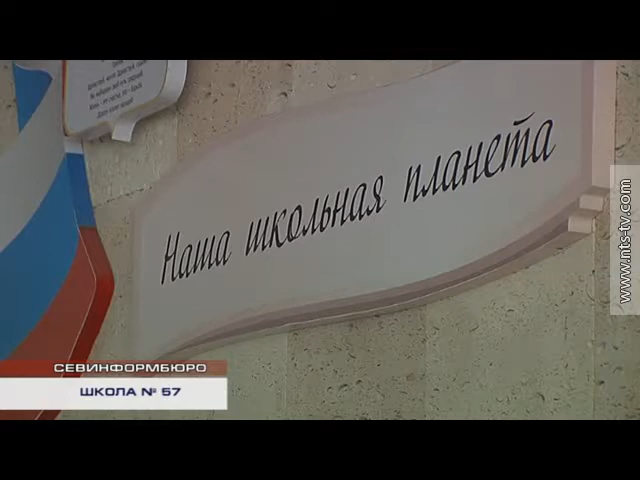 Наша школьная планета
www.nts-tv.com
СЕВИНФОРМБЮРО
ШКОЛА № 57